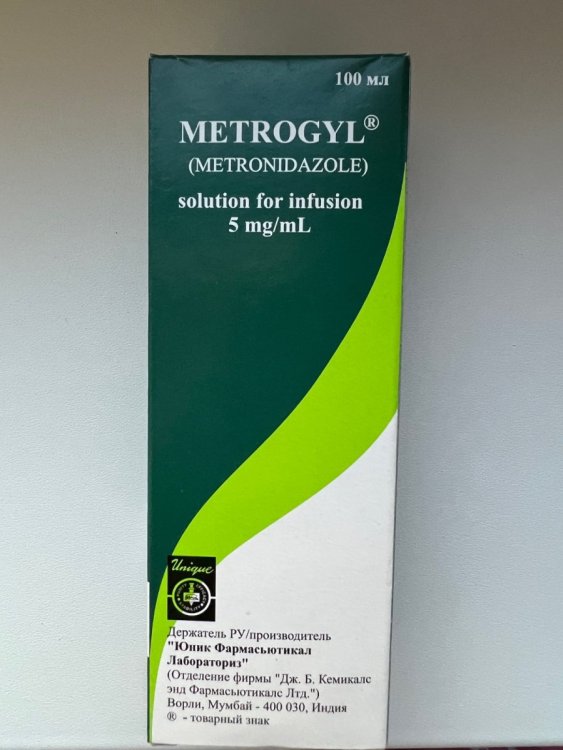 100 мл
METROGYL®
(METRONIDAZOLE)
solution for infusion
5 mg/mL
Unique
Держатель РУ/производитель
"Юник Фармасьютикал
Лабораториз"
(Отделение фирмы "Дж. Б. Кемикалс
энд Фармасьютикалс Лтд.")
Ворли, Мумбай - 400 030, Индия
® - товарный знак